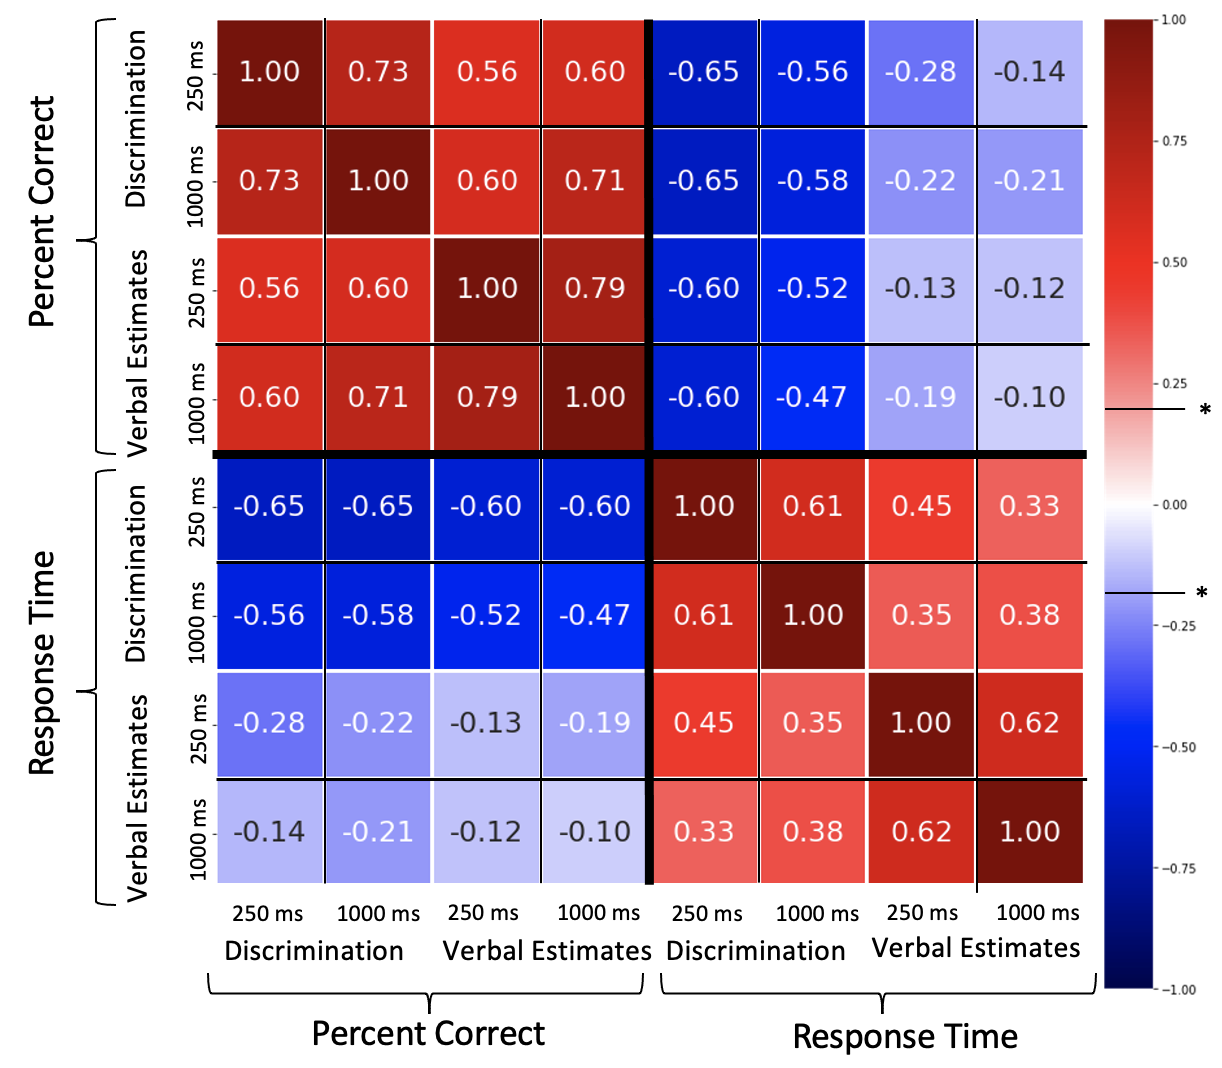 Percent Correct
Discrimination
Verbal Estimates
Response Time
Discrimination
Verbal Estimates
250 ms 1.00 0.73 0.56 0.60 -0.65 -0.56 -0.28 -0.14
1000 ms 0.73 1.00 0.60 0.71 -0.65 -0.58 -0.22 -0.21
250 ms 0.56 0.60 1.00 0.79 -0.60 -0.52 -0.13 -0.12
1000 ms 0.60 0.71 0.79 1.00 -0.60 -0.47 -0.19 -0.10
250 ms -0.65 -0.65 -0.60 -0.60 1.00 0.61 0.45 0.33
1000 ms -0.56 -0.58 -0.52 -0.47 0.61 1.00 0.35 0.38
250 ms -0.28 -0.22 -0.13 -0.19 0.45 0.35 1.00 0.62
1000 ms -0.14 -0.21 -0.12 -0.10 0.33 0.38 0.62 1.00
250 ms 1000 ms 250 ms 1000 ms 250 ms 1000 ms 250 ms 1000 ms
Discrimination Verbal Estimates Discrimination Verbal Estimates
Percent Correct Response Time
1.00
0.75
0.50
0.25
*
0.00
*
−0.25
−0.50
−0.75
−1.00